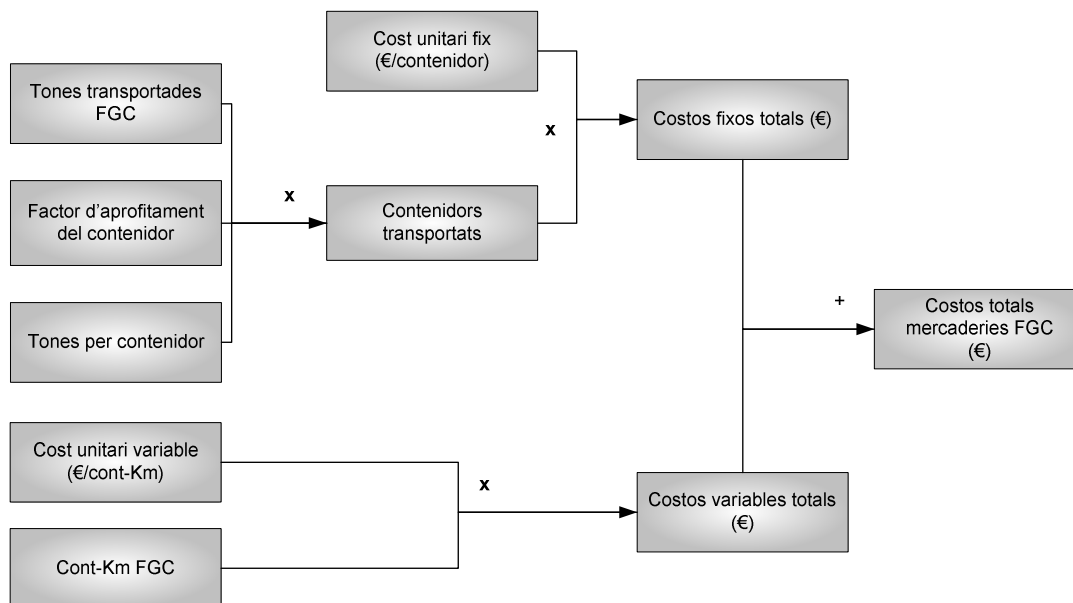 Cost unitari fix
(€/contenidor)
Tones transportades
FGC
x
Costos fixos totals (€)
Factor d'aprofitament
del contenidor
x
Contenidors
transportats
Tones per contenidor
+
Costos totals
mercaderies FGC
(€)
Cost unitari variable
(€/cont-Km)
x
Costos variables totals
(€)
Cont-Km FGC